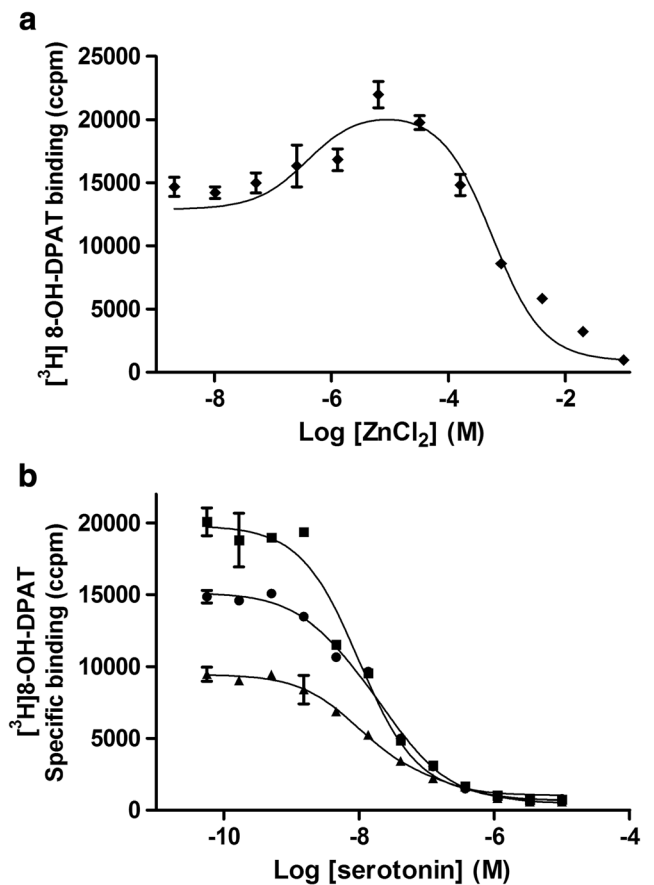 a
[³H] 8-OH-DPAT binding (ccpm)
25000
20000
15000
10000
5000
0
-8 -6 -4 -2
Log [ZnCl₂] (M)
b
[³H]8-OH-DPAT
Specific binding (ccpm)
20000
15000
10000
5000
0
-10 -8 -6 -4
Log [serotonin] (M)